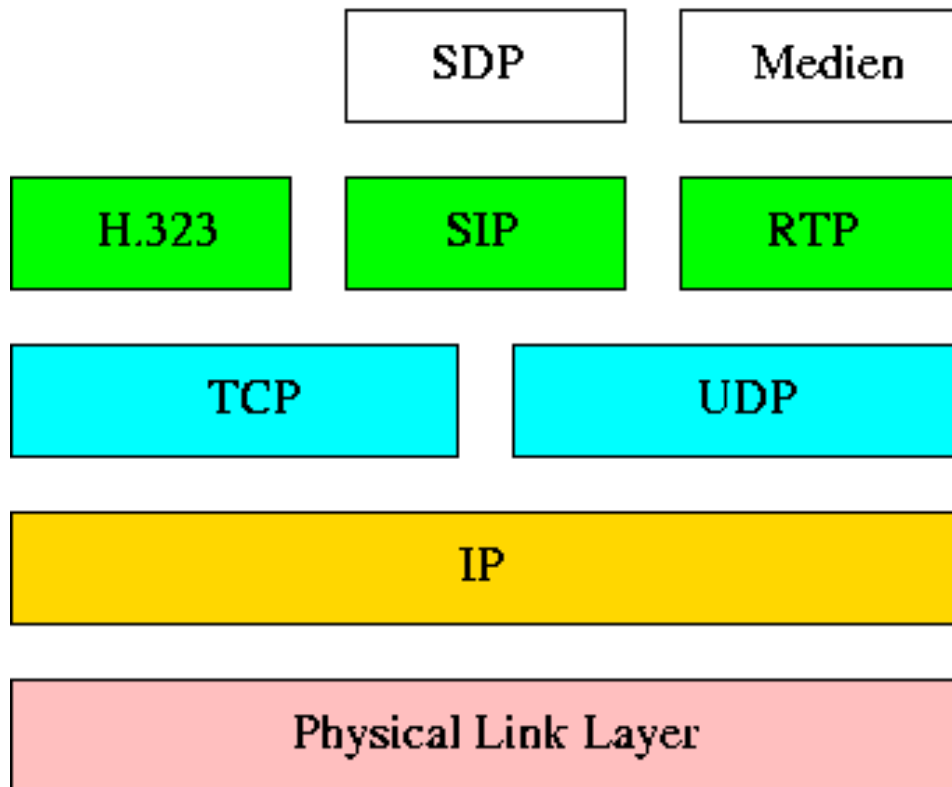 SDP
Medien
H.323
SIP
RTP
TCP
UDP
IP
Physical Link Layer